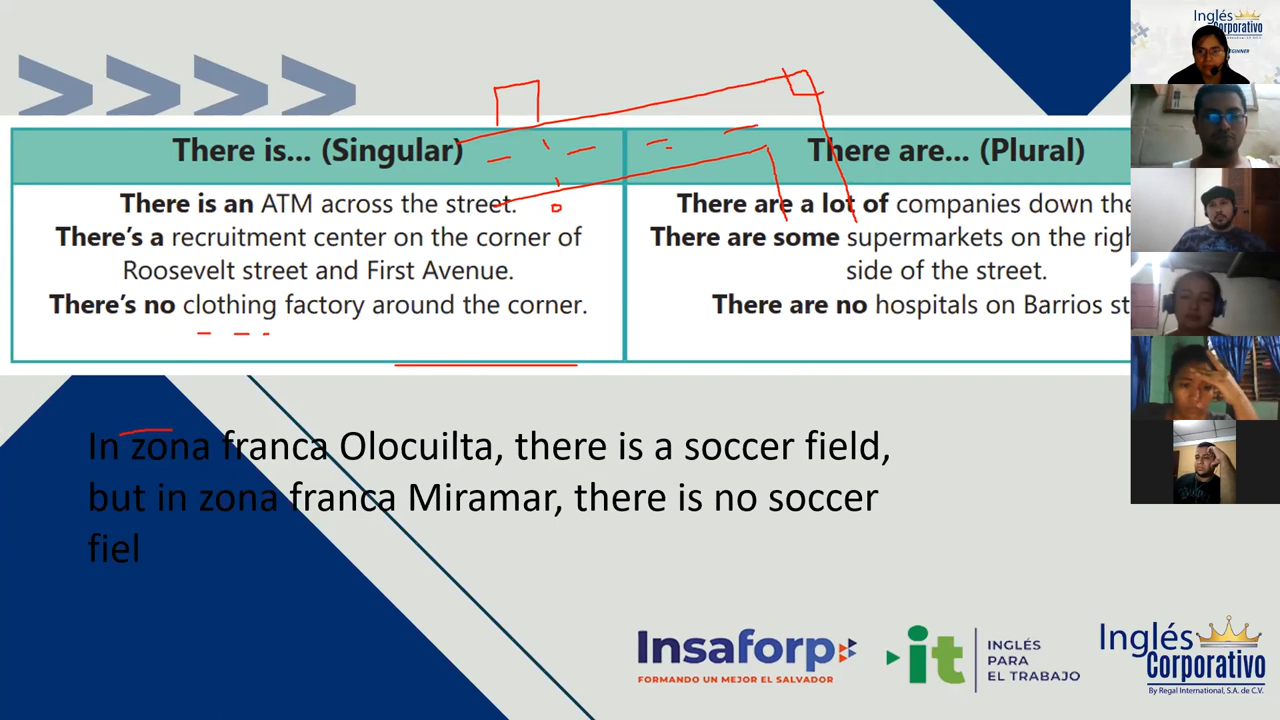 Inglés
Corporativo
There is... (Singular)
There are... (Plural)
There is an ATM across the street.
There's a recruitment center on the corner of
Roosevelt street and First Avenue.
There's no clothing factory around the corner.
There are a lot of companies down the
There are some supermarkets on the righ
side of the street.
There are no hospitals on Barrios st
In zona franca Olocuilta, there is a soccer field,
but in zona franca Miramar, there is no soccer
fiel
Insaforp
FORMANDO UN MEJOR EL SALVADOR
it
INGLÉS
PARA
EL TRABAJO
Inglés
Corporativo
By Regal International, S.A. de C.V.